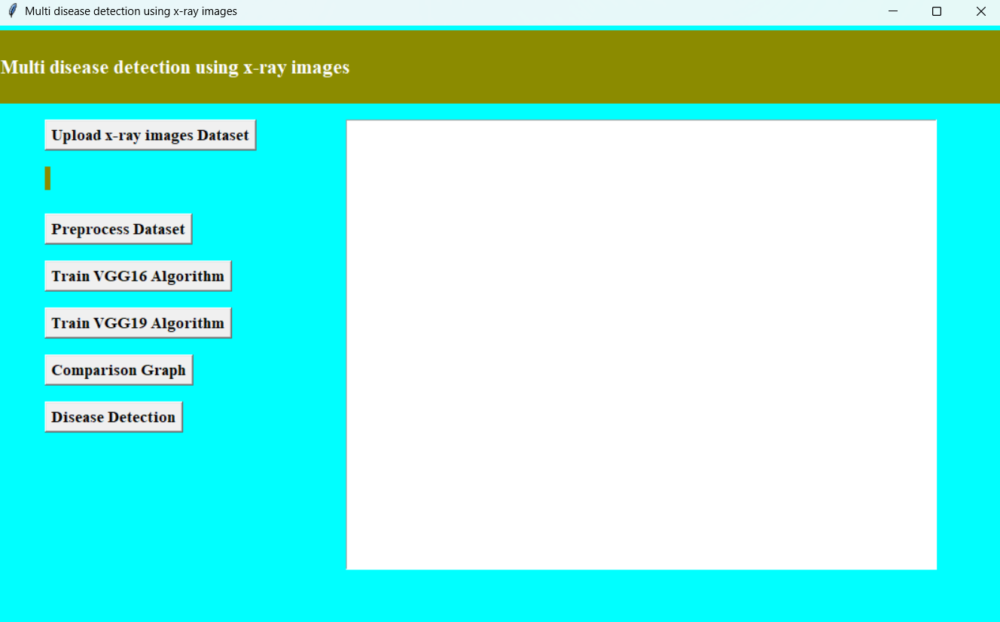 Multi disease detection using x-ray images
Multi disease detection using x-ray images
Upload x-ray images Dataset
Preprocess Dataset
Train VGG16 Algorithm
Train VGG19 Algorithm
Comparison Graph
Disease Detection